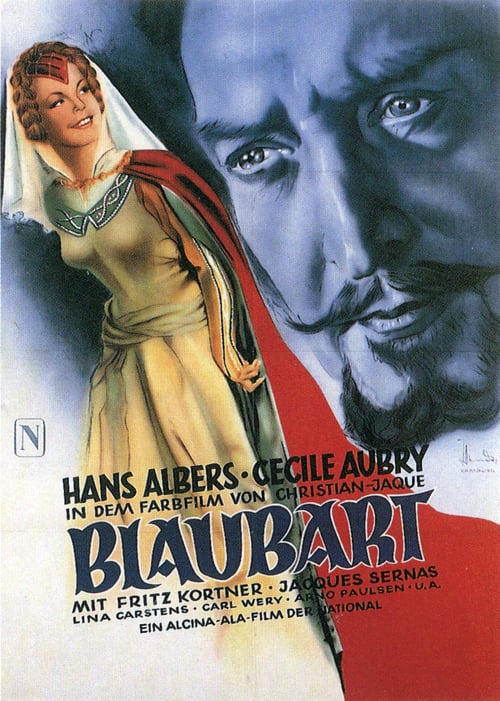 N
HANS ALBERS · CECILE AUBRY
IN DEM FARBFILM VON CHRISTIAN-JAQUE
BLAUBART
MIT FRITZ KORTNER · JACQUES SERNAS
LINA CARSTENS · CARL WERY · ARNO PAULSEN · U.A.
EIN ALCINA-ALA-FILM DER NATIONAL